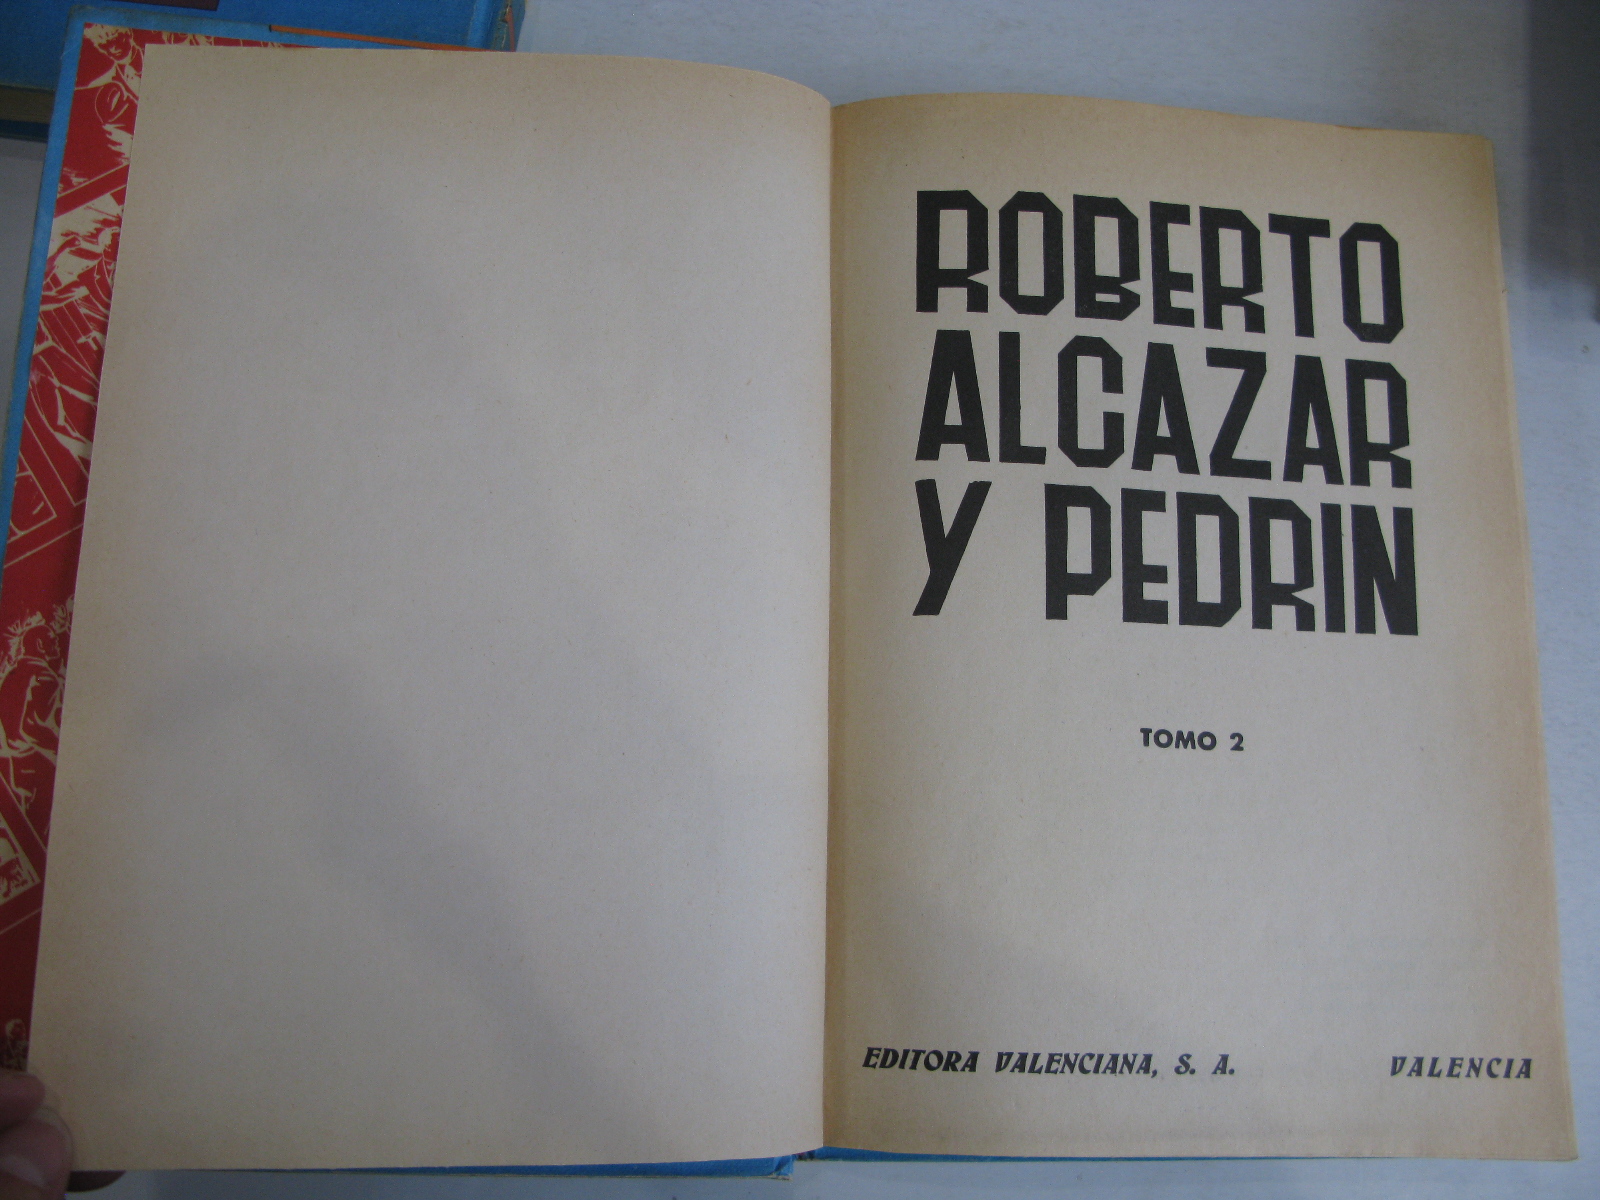 ROBERTO
ALCAZAR
Y PEDRIN
TOMO 2
EDITORA VALENCIANA, S. A. VALENCIA